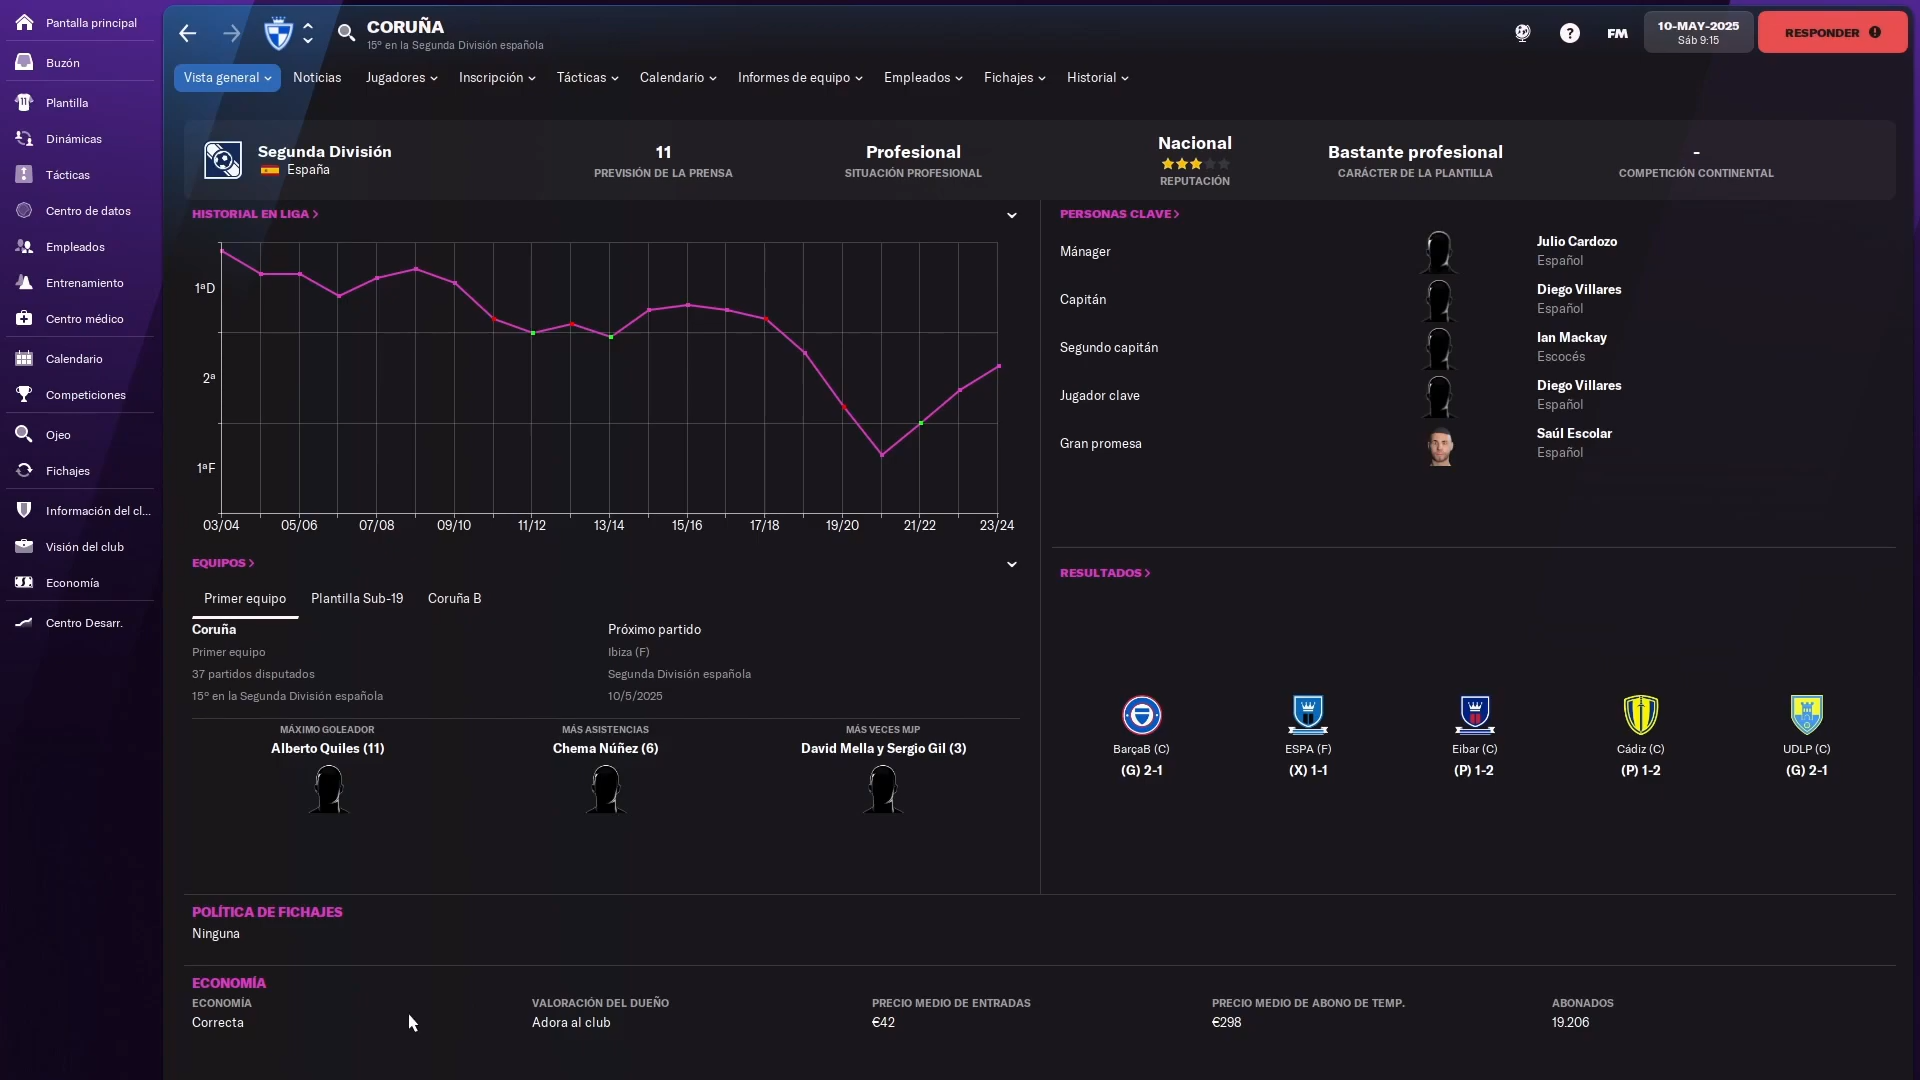 Pantalla principal
Buzón
Plantilla
Dinámicas
Tácticas
Centro de datos
Empleados
Entrenamiento
Centro médico
Calendario
Competiciones
Ojeo
Fichajes
Información del cl...
Visión del club
Economía
Centro Desarr.
CORUÑA
15º en la Segunda División española
FM
10-MAY-2025
Sáb 9:15
RESPONDER
Vista general Noticias Jugadores Inscripción Tácticas Calendario Informes de equipo Empleados Fichajes Historial
Segunda División
España
11
PREVISIÓN DE LA PRENSA
Profesional
SITUACIÓN PROFESIONAL
Nacional
REPUTACIÓN
Bastante profesional
CARÁCTER DE LA PLANTILLA
-
COMPETICIÓN CONTINENTAL
HISTORIAL EN LIGA >
1ªD
2ª
1ªF
03/04 05/06 07/08 09/10 11/12 13/14 15/16 17/18 19/20 21/22 23/24
PERSONAS CLAVE >
Mánager
Julio Cardozo
Español
Capitán
Diego Villares
Español
Segundo capitán
Ian Mackay
Escocés
Jugador clave
Diego Villares
Español
Gran promesa
Saúl Escolar
Español
EQUIPOS >
Primer equipo Plantilla Sub-19 Coruña B
Coruña
Primer equipo
37 partidos disputados
15º en la Segunda División española
Próximo partido
Ibiza (F)
Segunda División española
10/5/2025
MÁXIMO GOLEADOR
Alberto Quiles (11)
MÁS ASISTENCIAS
Chema Núñez (6)
MÁS VECES MJP
David Mella y Sergio Gil (3)
RESULTADOS >
BarçaB (C)
(G) 2-1
ESPA (F)
(X) 1-1
Eibar (C)
(P) 1-2
Cádiz (C)
(P) 1-2
UDLP (C)
(G) 2-1
POLÍTICA DE FICHAJES
Ninguna
ECONOMÍA
ECONOMÍA
Correcta
VALORACIÓN DEL DUEÑO
Adora al club
PRECIO MEDIO DE ENTRADAS
€42
PRECIO MEDIO DE ABONO DE TEMP.
€298
ABONADOS
19.206